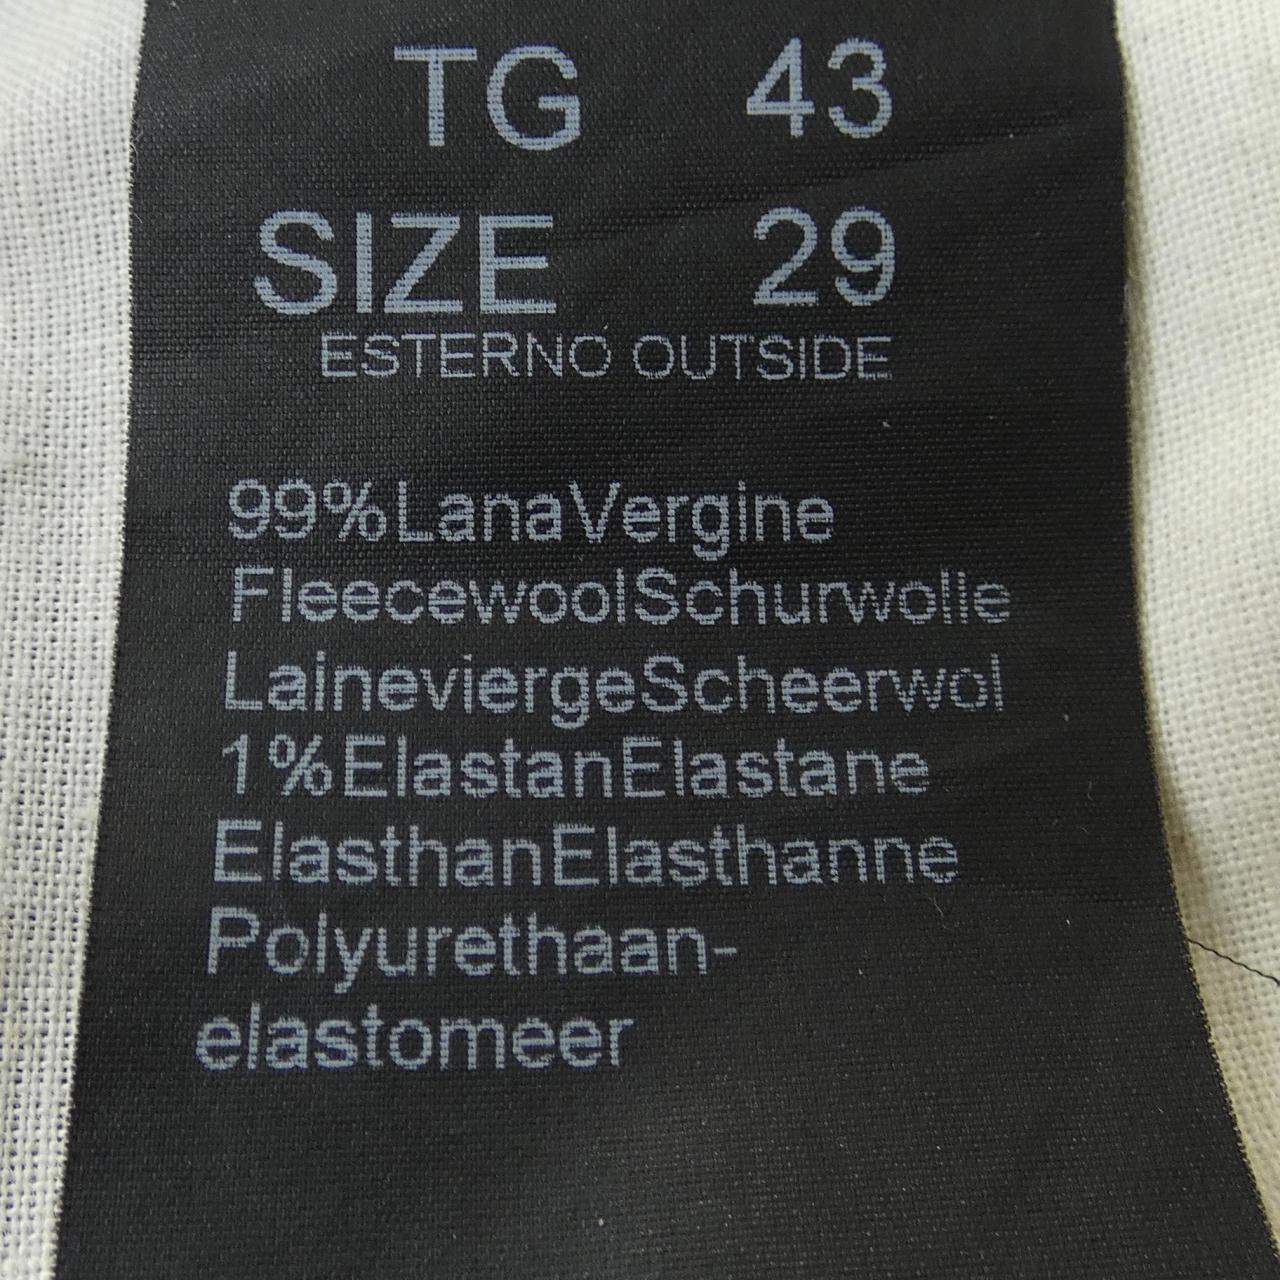 TG 43
SIZE 29
ESTERNO OUTSIDE
99%LanaVergine
FleecewoolSchurwolle
LaineviergeScheerwol
1%ElastanElastane
ElasthanElasthanne
Polyurethaan-
elastomeer